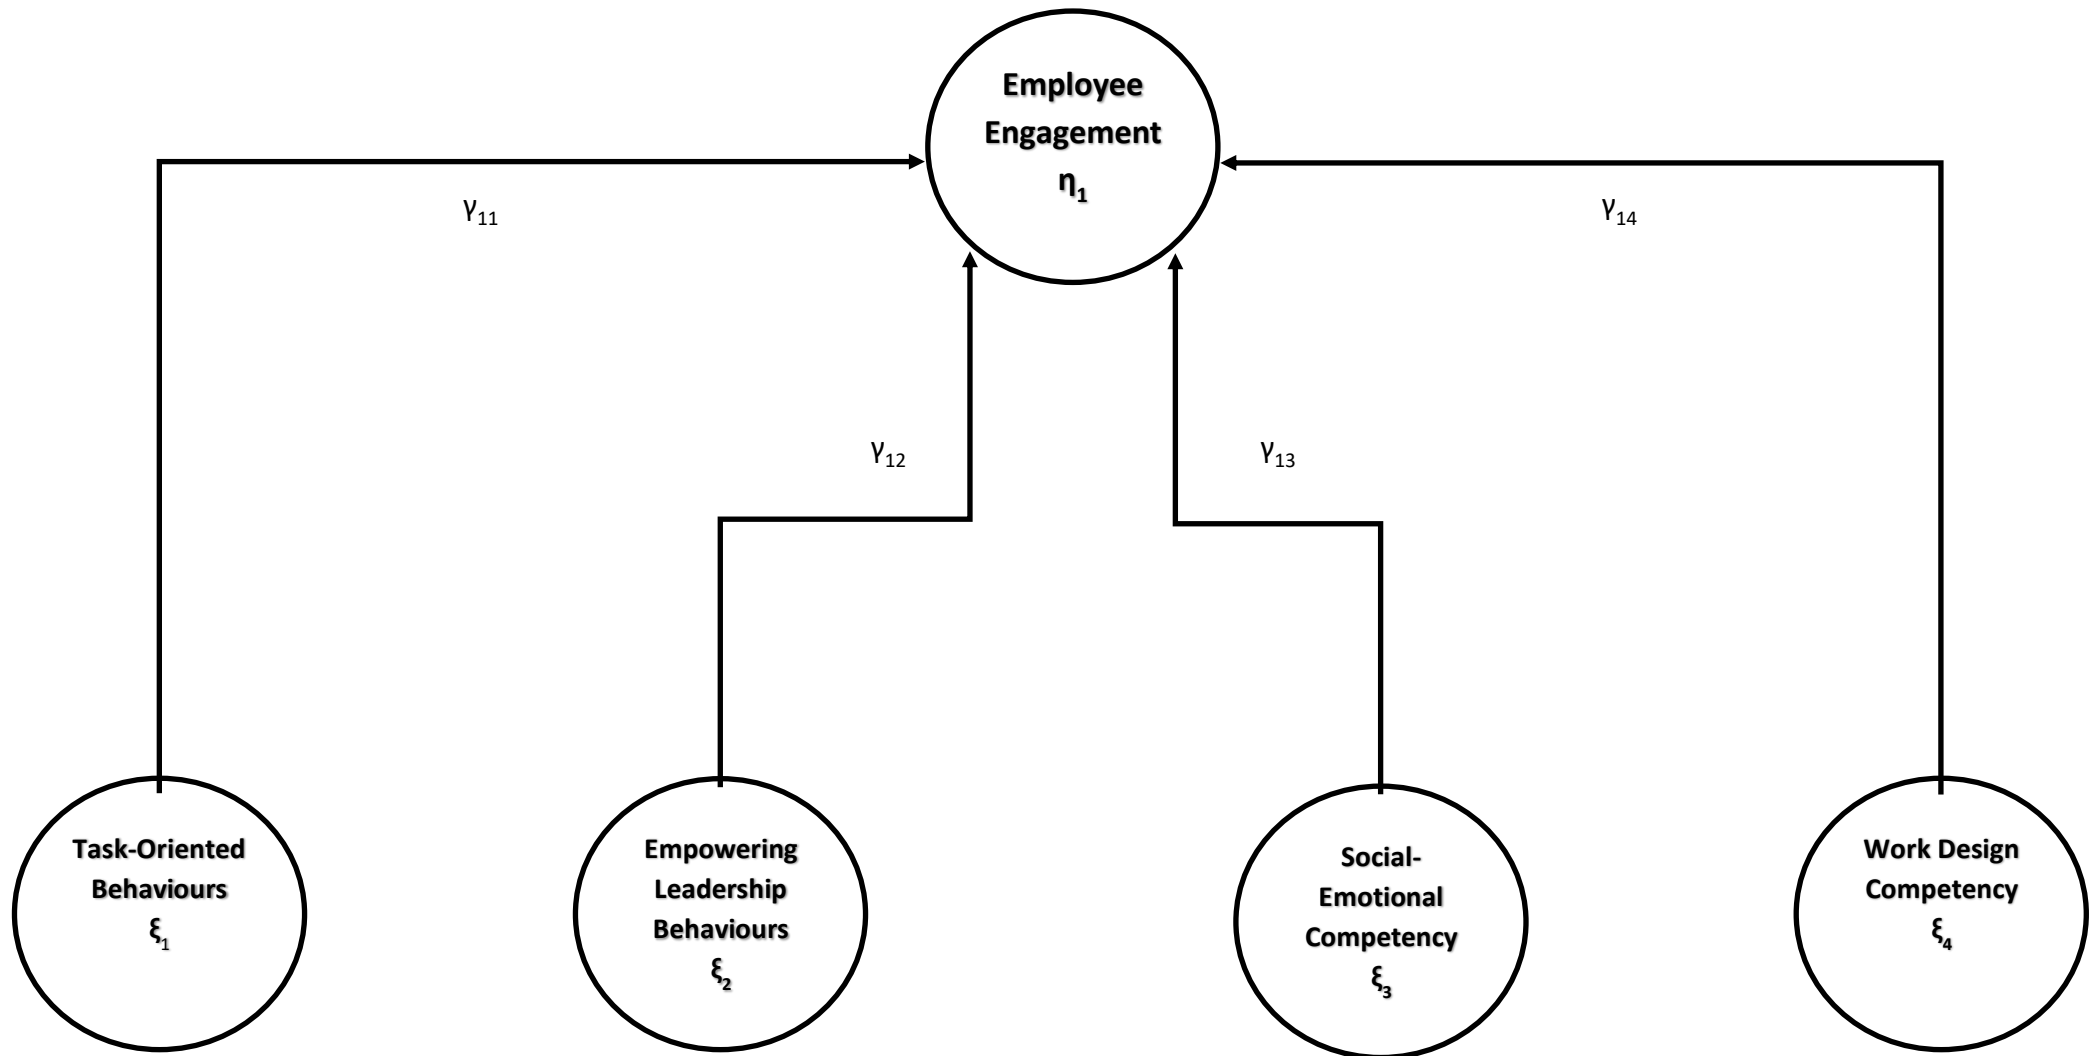 Employee
Engagement
η₁
γ₁₁
γ₁₄
γ₁₂
γ₁₃
Task-Oriented
Behaviours
ξ₁
Empowering
Leadership
Behaviours
ξ₂
Social-
Emotional
Competency
ξ₃
Work Design
Competency
ξ₄